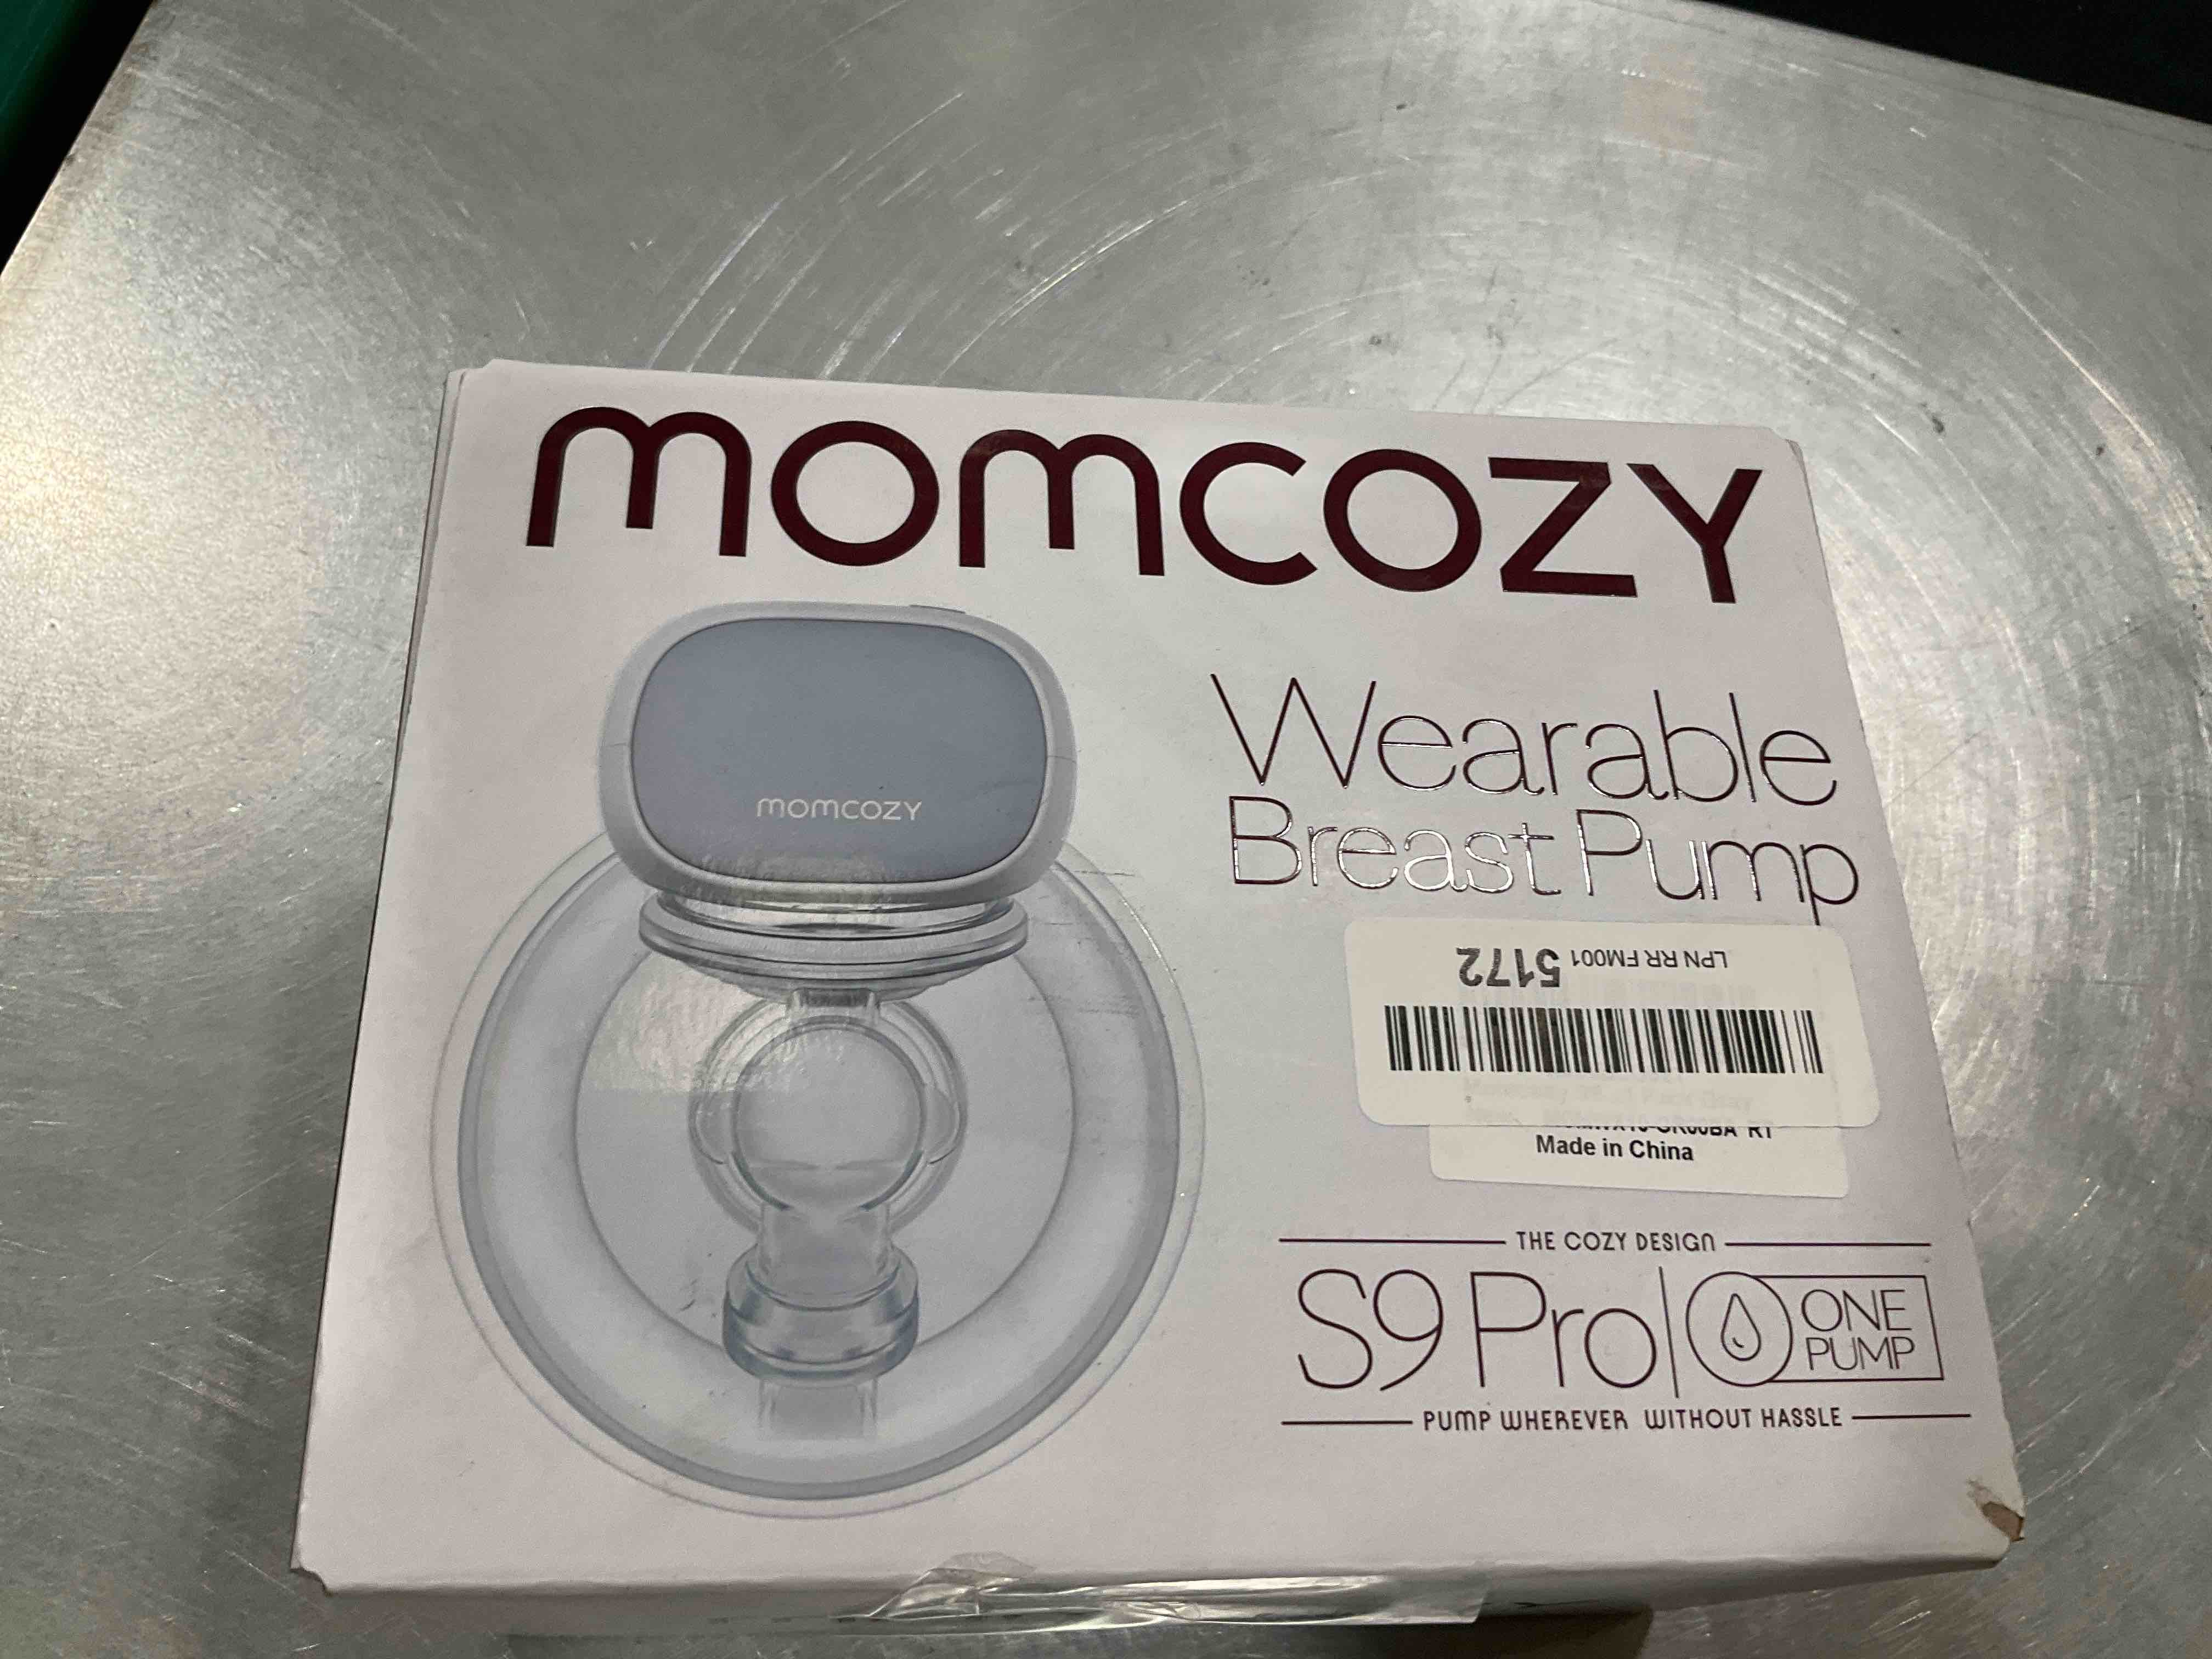 momcozy
momcozy
Wearable
Breast Pump
LPN RR FM001 5172
Made in China
THE COZY DESIGN
S9 Pro
ONE
PUMP
PUMP WHEREVER WITHOUT HASSLE